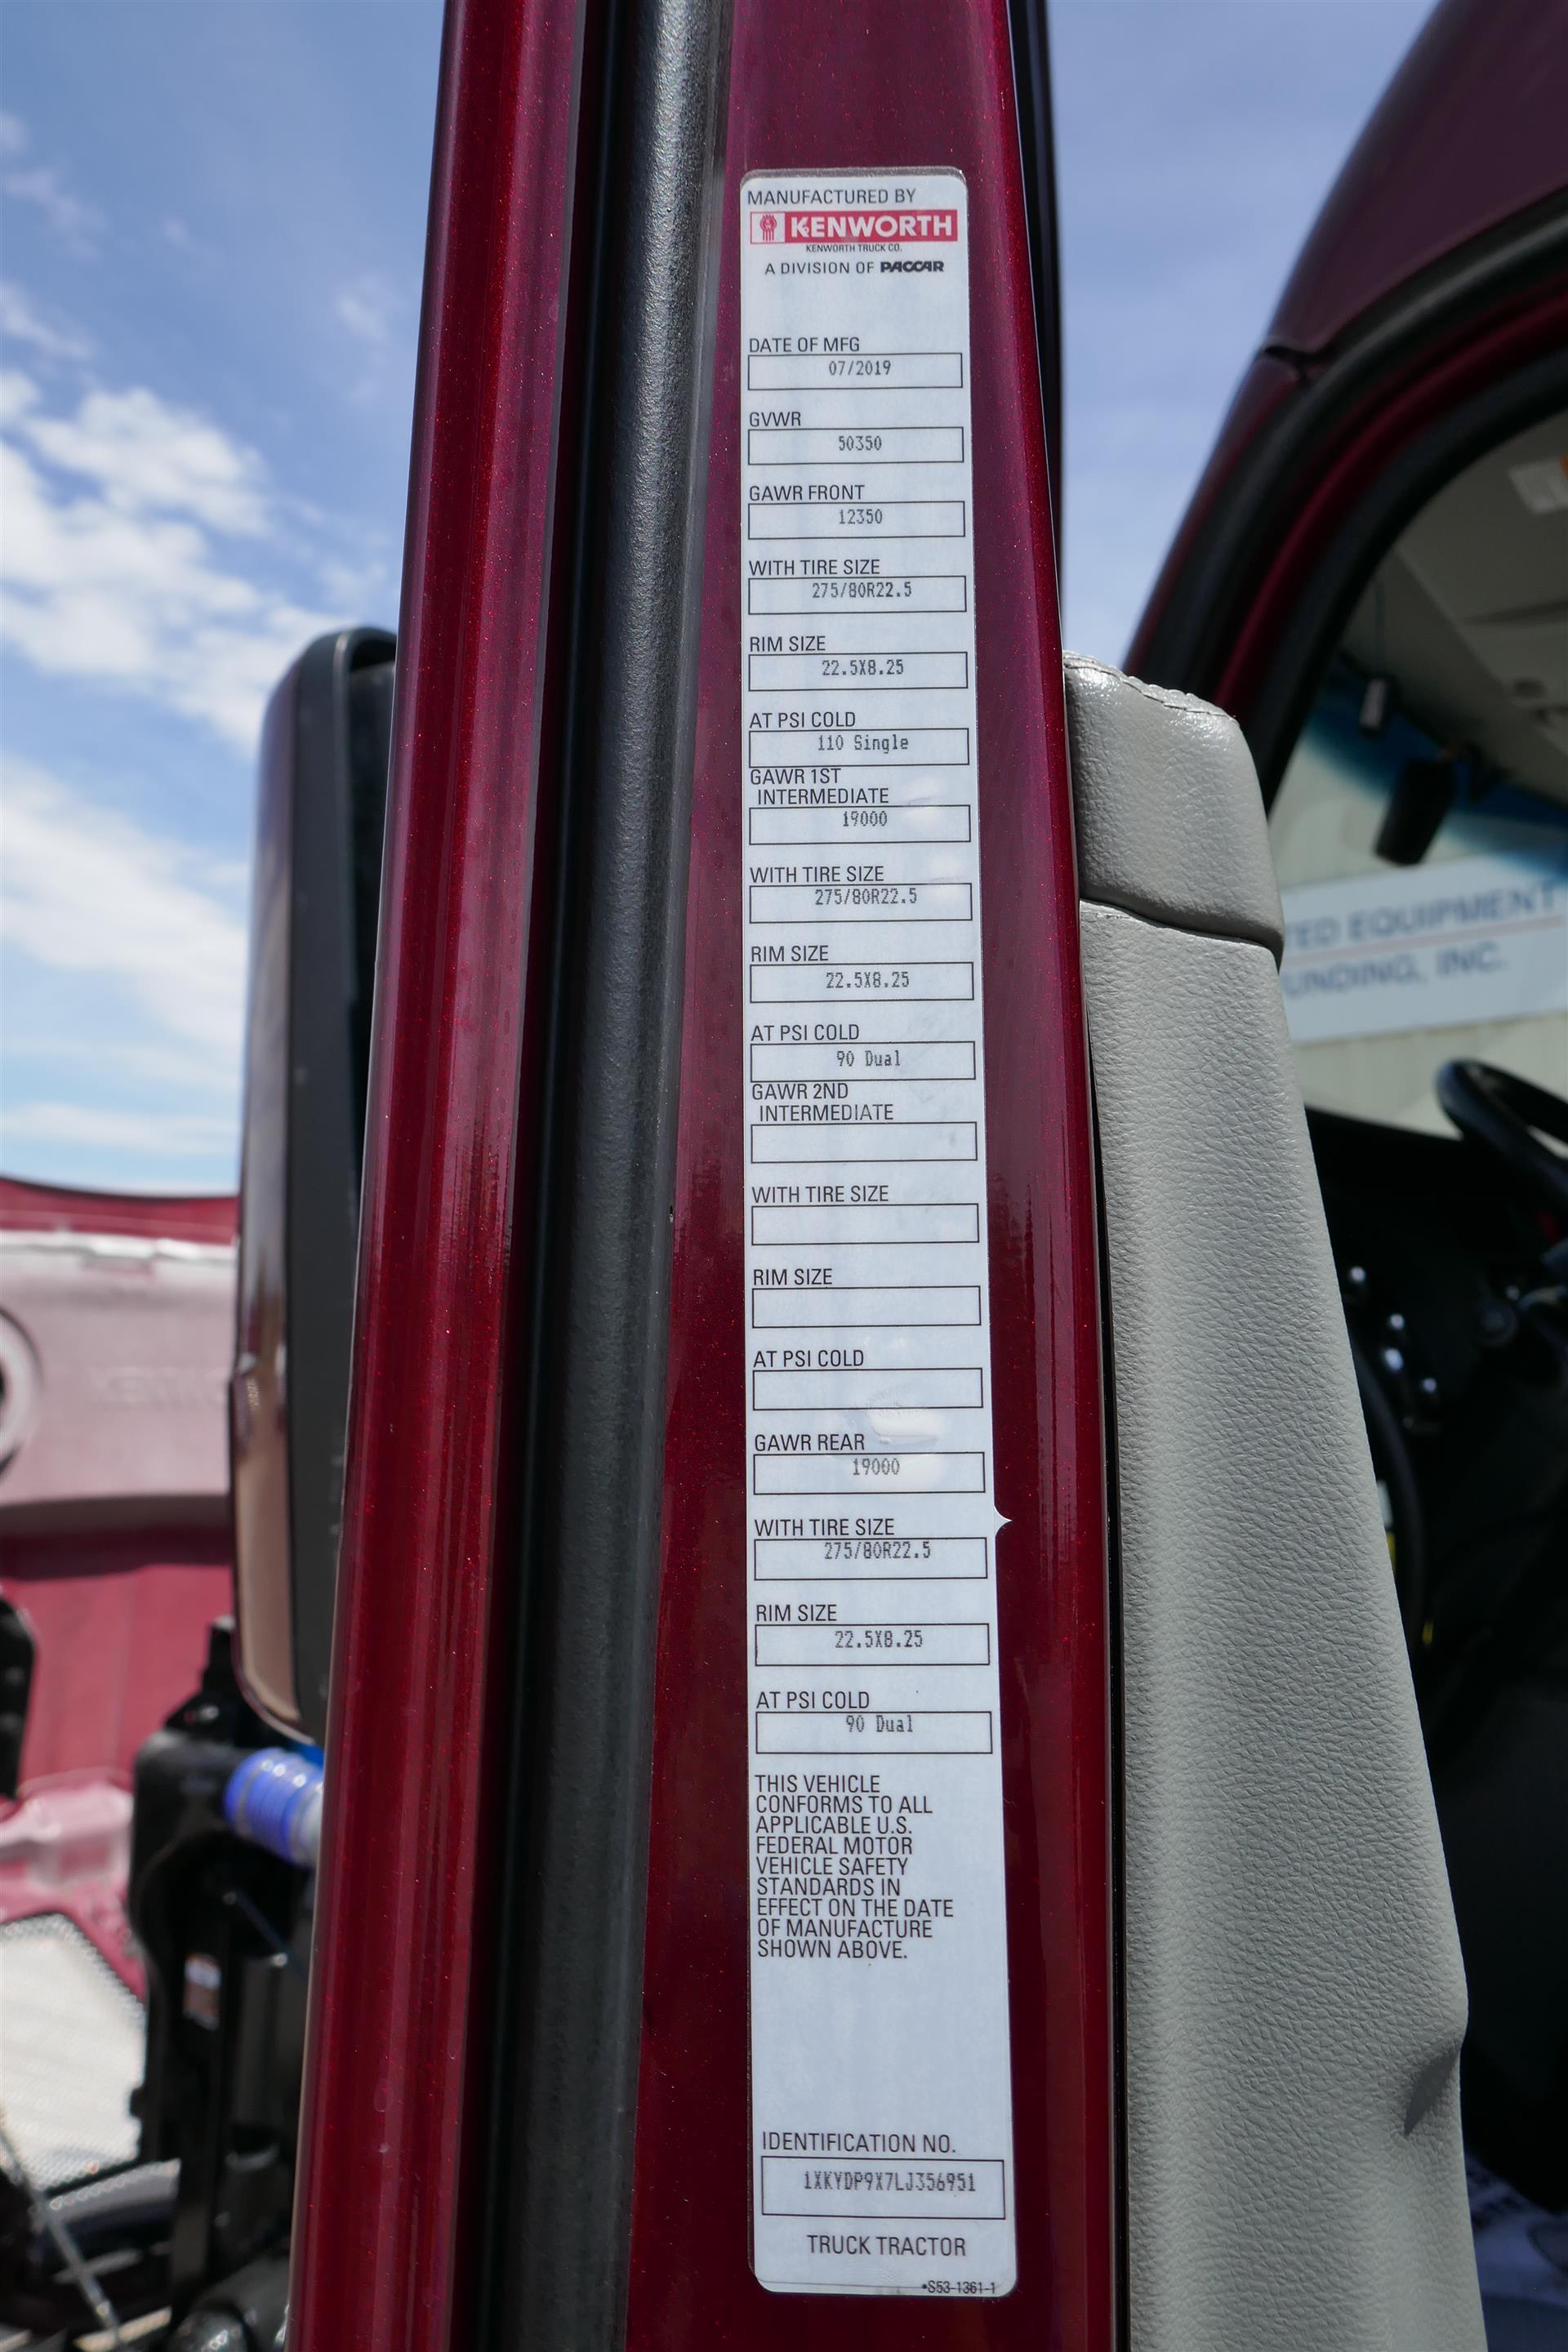 MANUFACTURED BY
KENWORTH
KENWORTH TRUCK CO.
A DIVISION OF PACCAR
DATE OF MFG
07/2019
GVWR
50350
GAWR FRONT
12350
WITH TIRE SIZE
275/80R22.5
RIM SIZE
22.5X8.25
AT PSI COLD
110 Single
GAWR 1ST
INTERMEDIATE
19000
WITH TIRE SIZE
275/80R22.5
RIM SIZE
22.5X8.25
AT PSI COLD
90 Dual
GAWR 2ND
INTERMEDIATE
WITH TIRE SIZE
RIM SIZE
AT PSI COLD
GAWR REAR
19000
WITH TIRE SIZE
275/80R22.5
RIM SIZE
22.5X8.25
AT PSI COLD
90 Dual
THIS VEHICLE
CONFORMS TO ALL
APPLICABLE U.S.
FEDERAL MOTOR
VEHICLE SAFETY
STANDARDS IN
EFFECT ON THE DATE
OF MANUFACTURE
SHOWN ABOVE.
IDENTIFICATION NO.
1XKYDP9X7LJ356951
TRUCK TRACTOR
*S53-1361-1
TED EQUIPMENT
UNDING, INC.